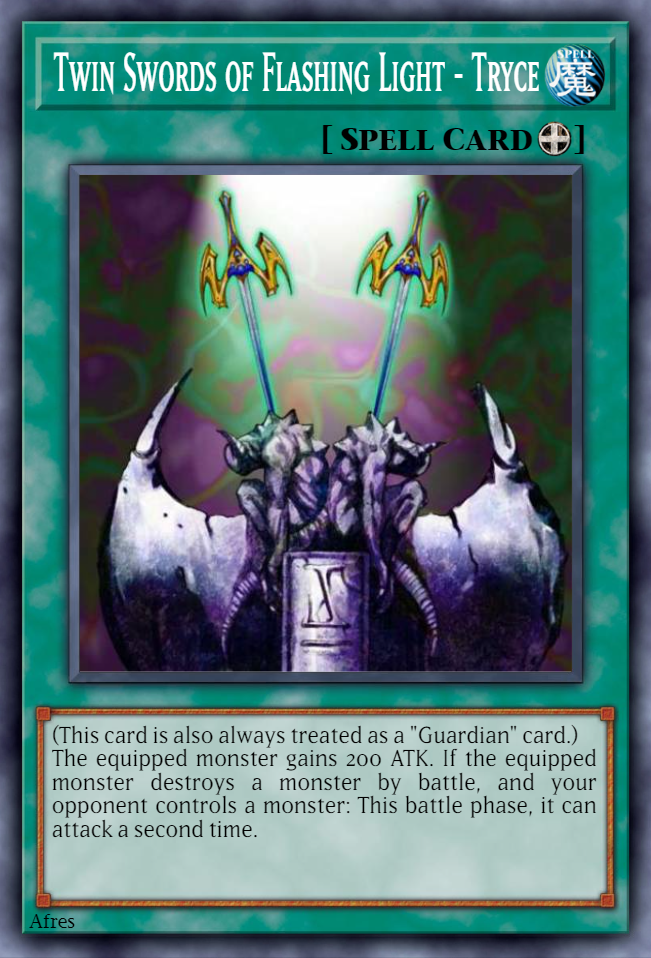 Twin Swords of Flashing Light - Tryce
SPELL
魔
[ Spell Card ]
(This card is also always treated as a "Guardian" card.)
The equipped monster gains 200 ATK. If the equipped
monster destroys a monster by battle, and your
opponent controls a monster: This battle phase, it can
attack a second time.
Afres